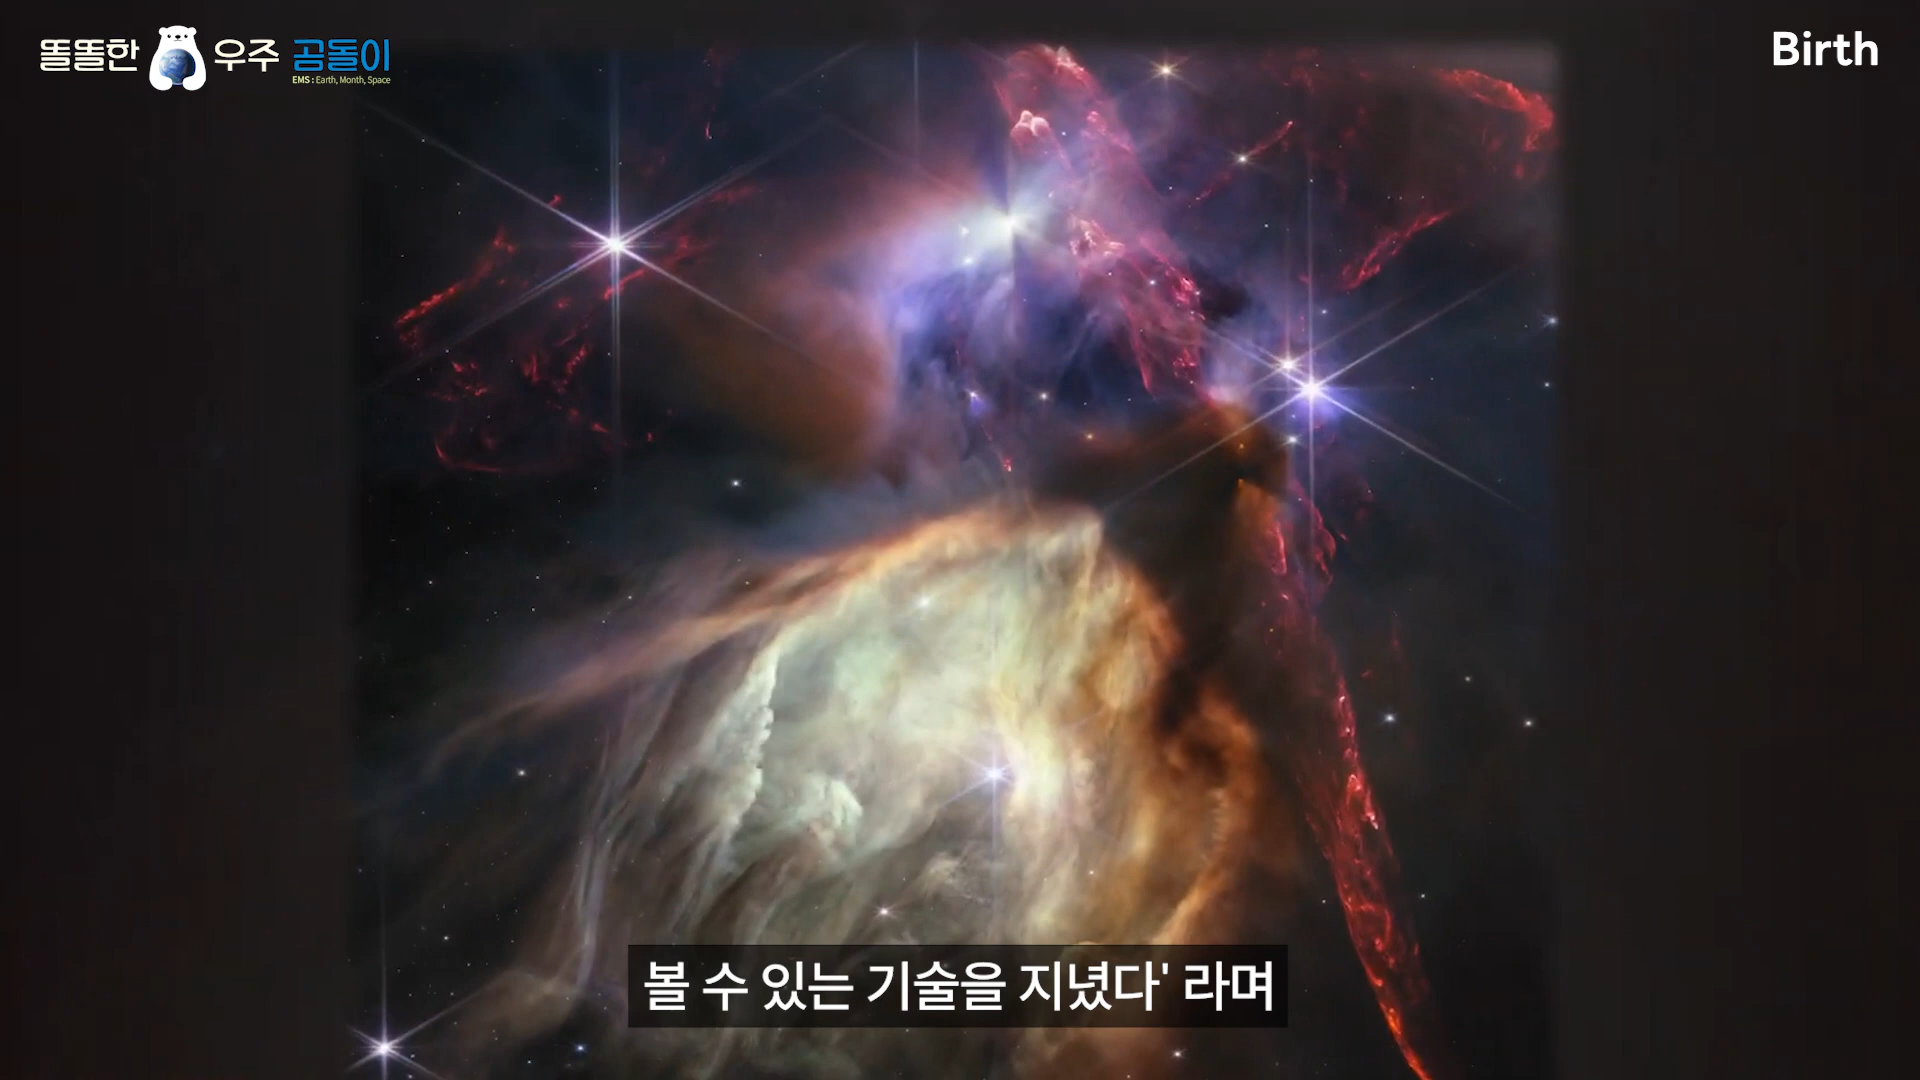 똘똘한 우주 곰돌이
EMS : Earth, Month, Space
Birth
볼 수 있는 기술을 지녔다' 라며